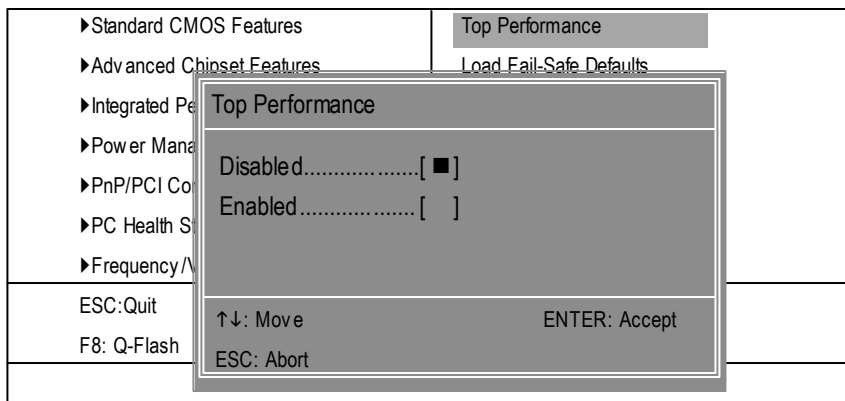 ▶Standard CMOS Features
▶Advanced Chipset Features
▶Integrated Pe
▶Power Mana
▶PnP/PCI Co
▶PC Health S
▶Frequency/
ESC:Quit
F8: Q-Flash
Top Performance
Load Fail-Safe Defaults
Top Performance
Disabled...................[ ■ ]
Enabled...................[ ]
↑↓: Move ENTER: Accept
ESC: Abort